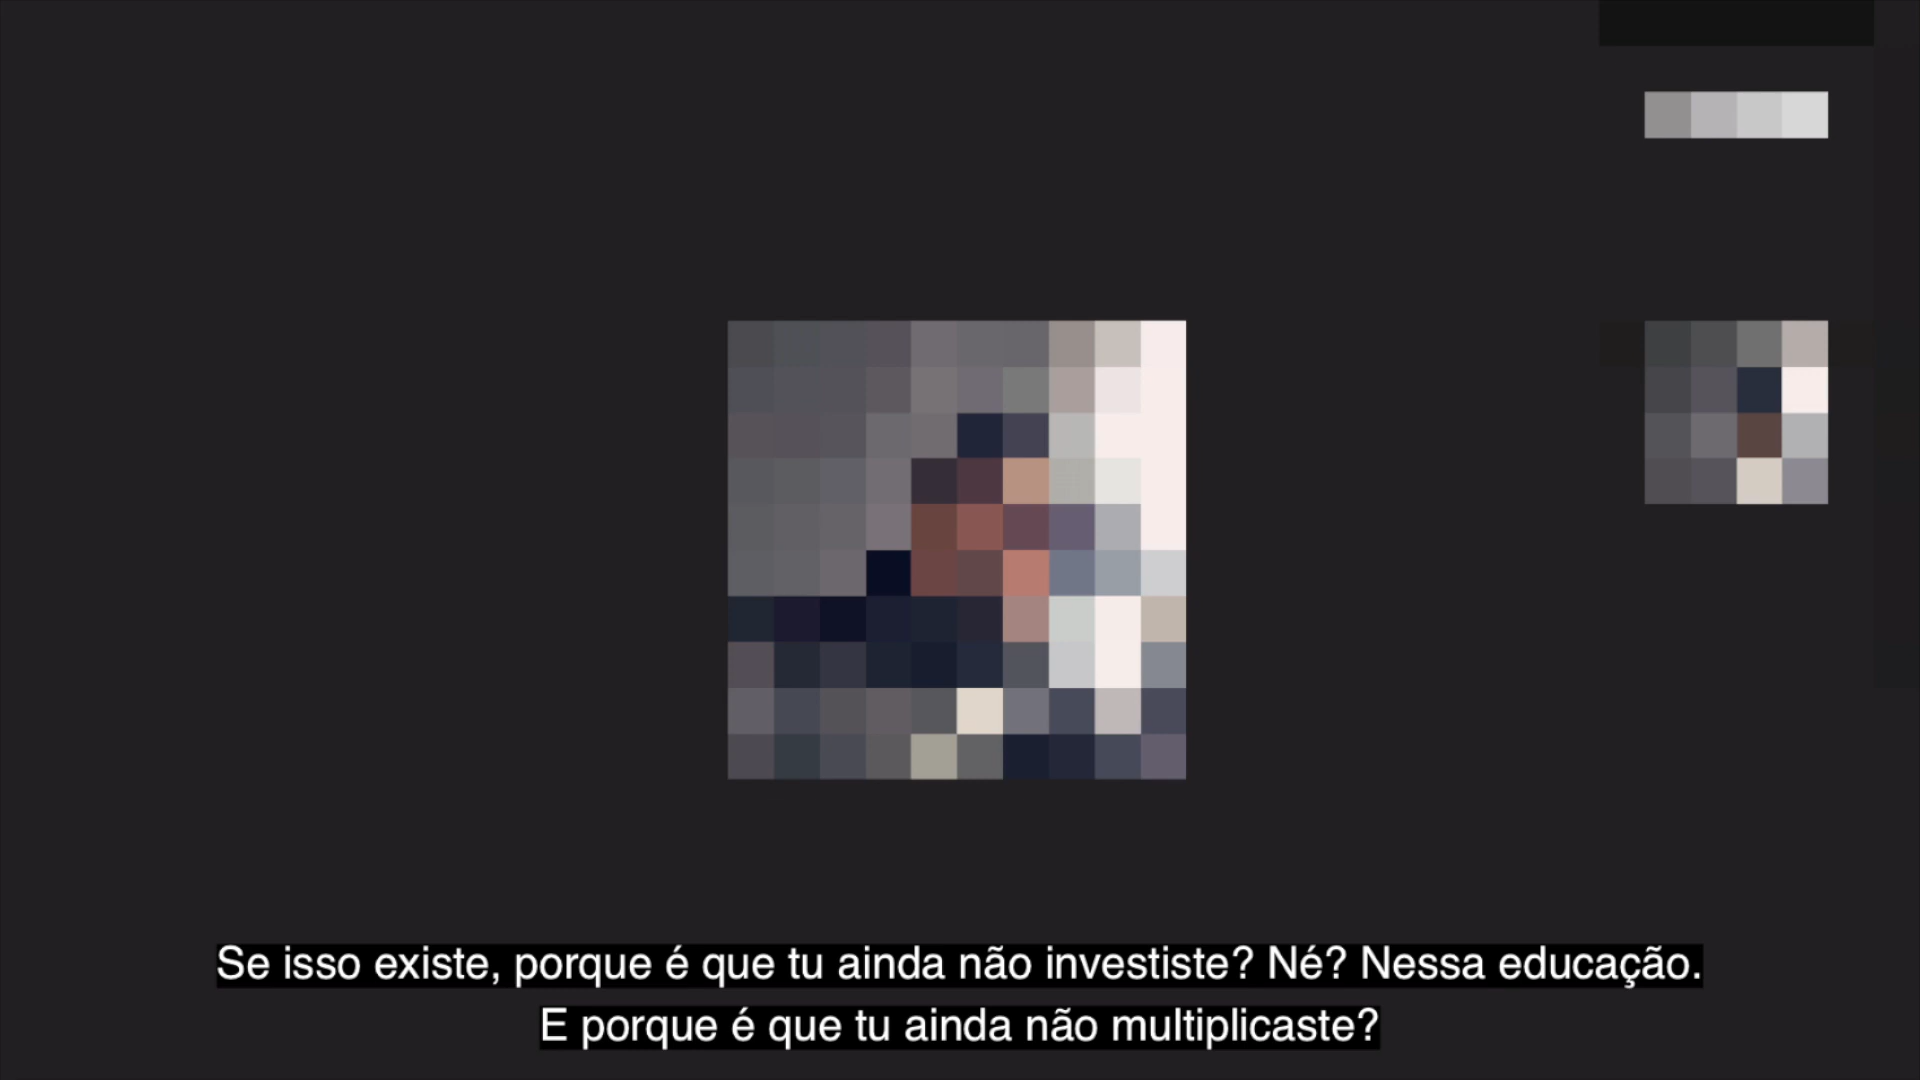 Se isso existe, porque é que tu ainda não investiste? Né? Nessa educação.
E porque é que tu ainda não multiplicaste?